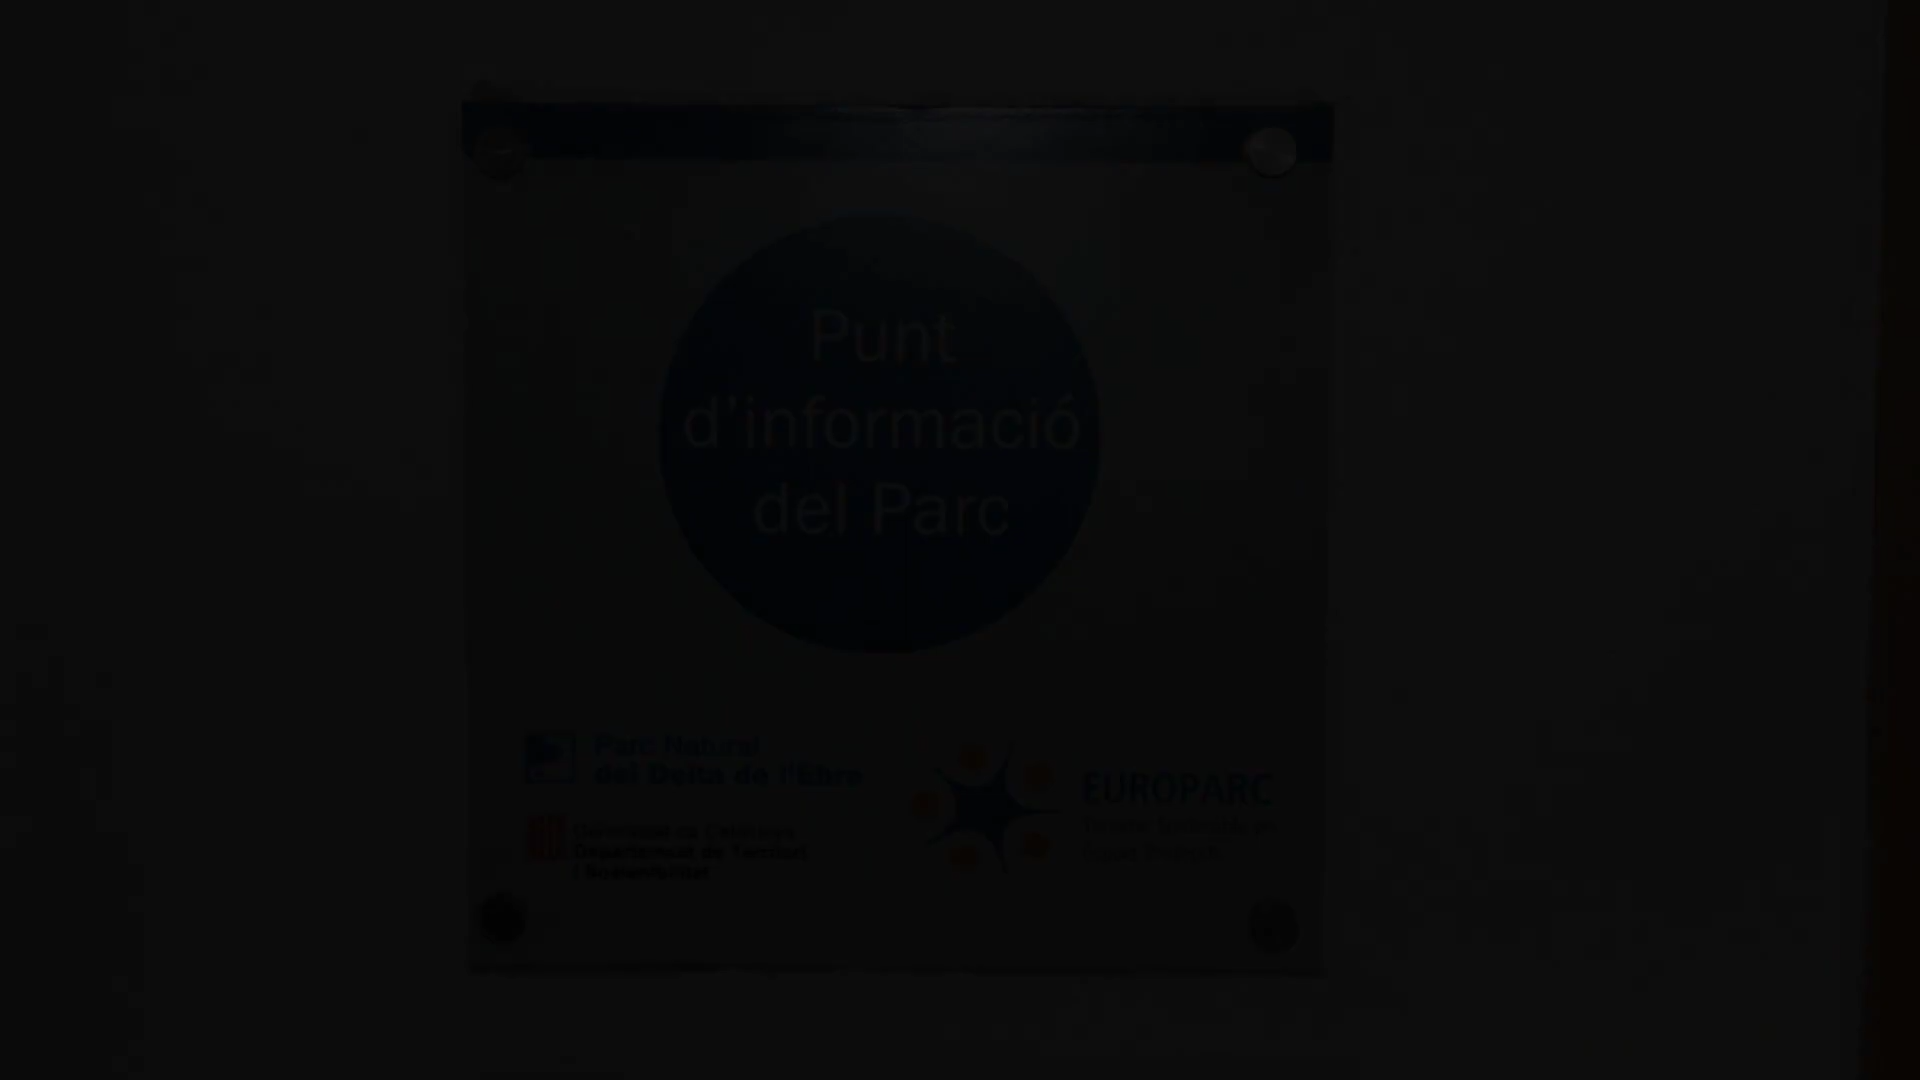 Punt
d'informació
del Parc
Parc Natural
del Delta de l'Ebre
Generalitat de Catalunya
Departament de Territori
i Sostenibilitat
EUROPARC